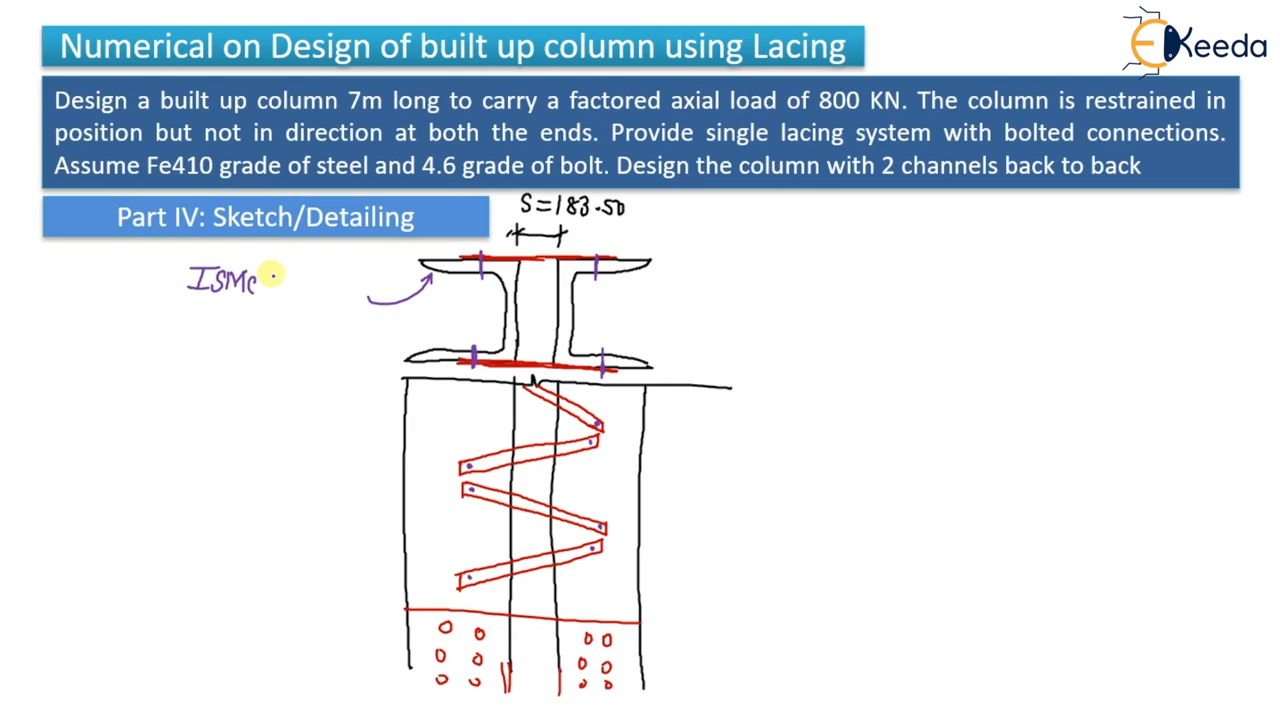 Numerical on Design of built up column using Lacing
EKeeda
Design a built up column 7m long to carry a factored axial load of 800 KN. The column is restrained in
position but not in direction at both the ends. Provide single lacing system with bolted connections.
Assume Fe410 grade of steel and 4.6 grade of bolt. Design the column with 2 channels back to back
Part IV: Sketch/Detailing
S=183.50
ISMC